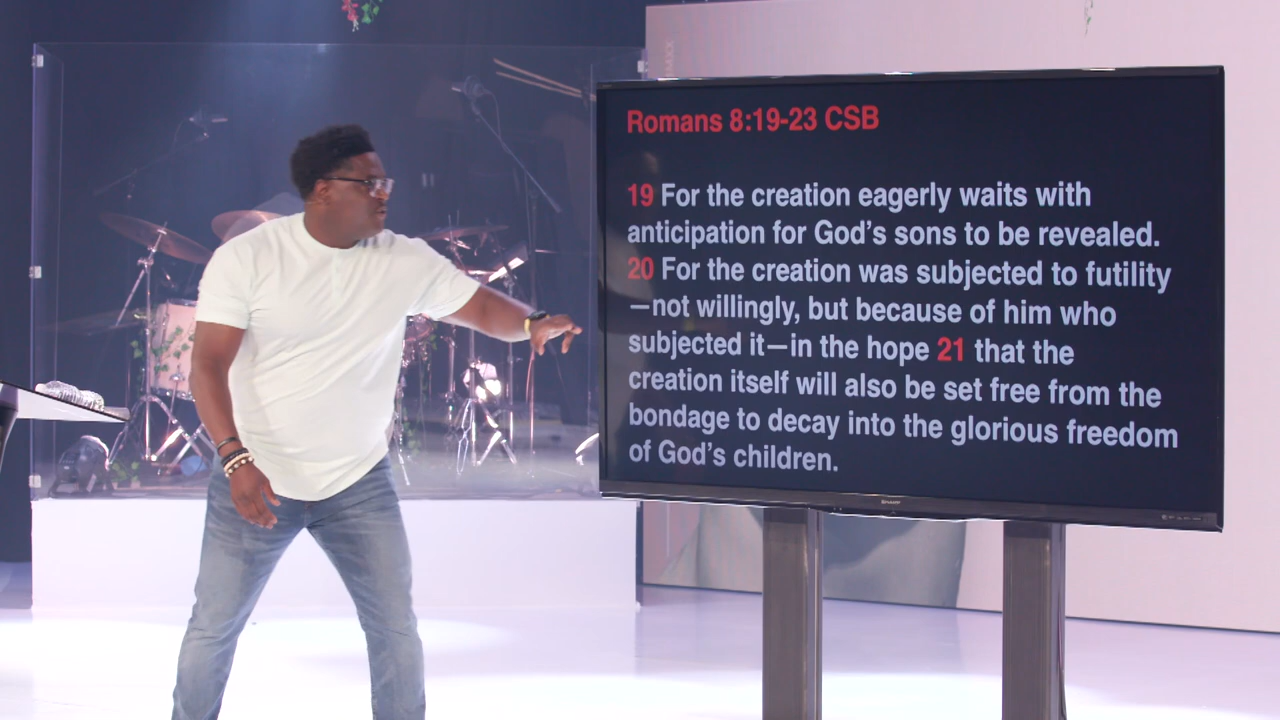 Romans 8:19-23 CSB
19 For the creation eagerly waits with
anticipation for God's sons to be revealed.
20 For the creation was subjected to futility
—not willingly, but because of him who
subjected it—in the hope 21 that the
creation itself will also be set free from the
bondage to decay into the glorious freedom
of God's children.
SHARP